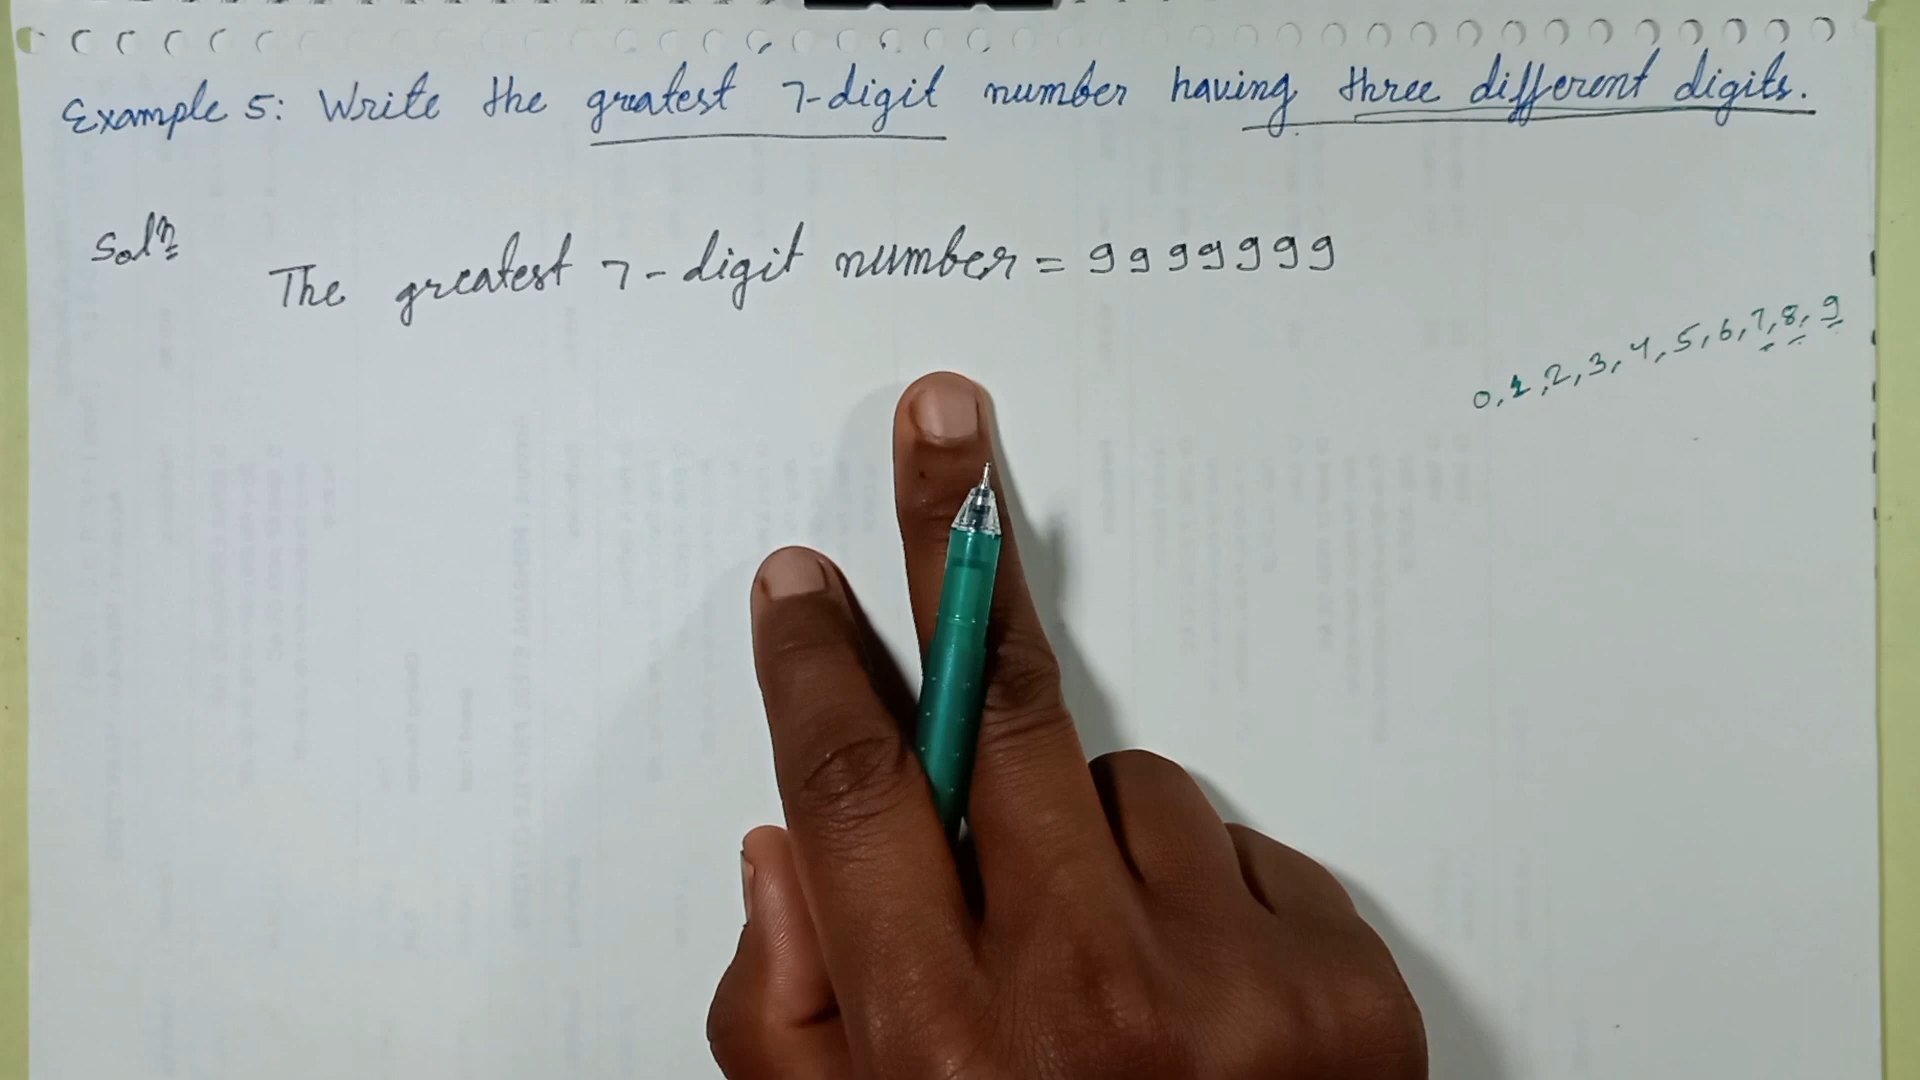 Example 5: Write the greatest 7-digit number having three different digits.
Solⁿ
The greatest 7-digit number = 9999999
0, 1, 2, 3, 4, 5, 6, 7, 8, 9